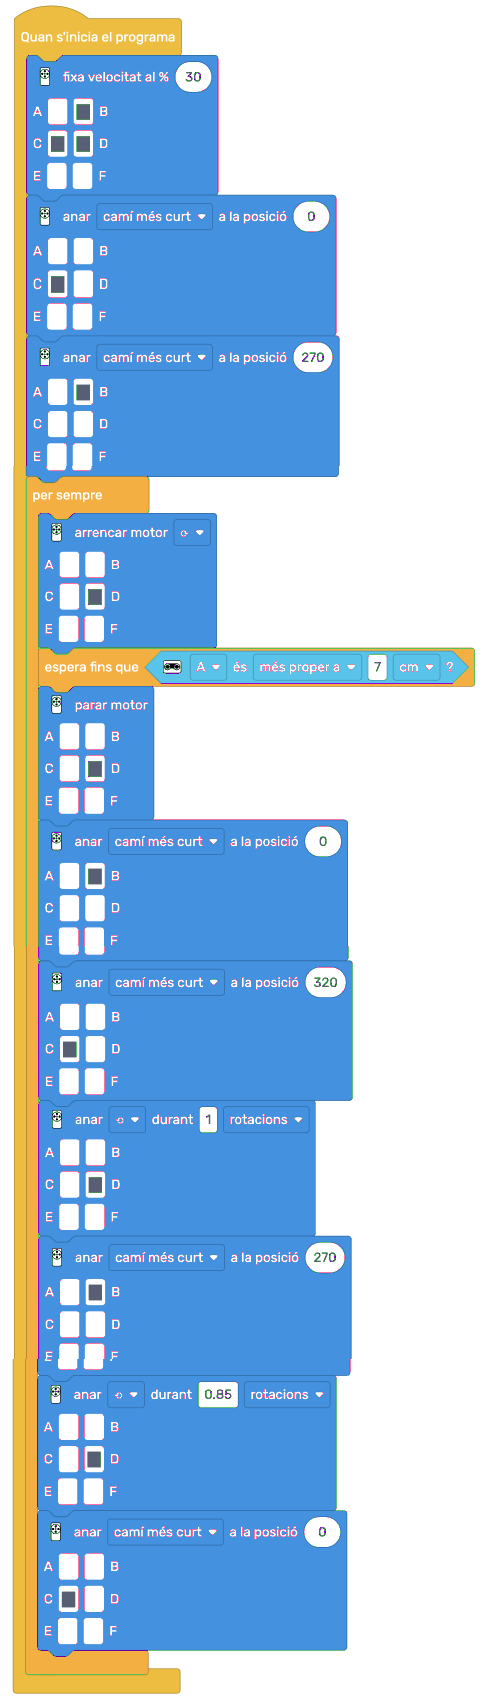 Quan s'inicia el programa
fixa velocitat al % 30
A B
C D
E F
anar camí més curt a la posició 0
A B
C D
E F
anar camí més curt a la posició 270
A B
C D
E F
per sempre
arrencar motor
A B
C D
E F
espera fins que A és més proper a 7 cm ?
parar motor
A B
C D
E F
anar camí més curt a la posició 0
A B
C D
E F
anar camí més curt a la posició 320
A B
C D
E F
anar durant 1 rotacions
A B
C D
E F
anar camí més curt a la posició 270
A B
C D
E F
anar durant 0.85 rotacions
A B
C D
E F
anar camí més curt a la posició 0
A B
C D
E F